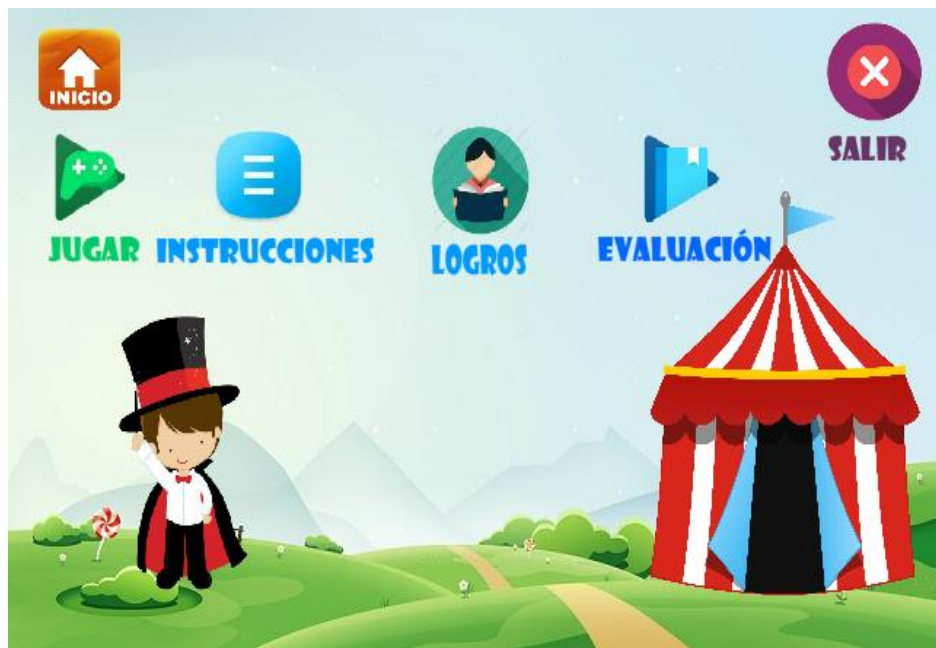 INICIO
SALIR
JUGAR
INSTRUCCIONES
LOGROS
EVALUACIÓN